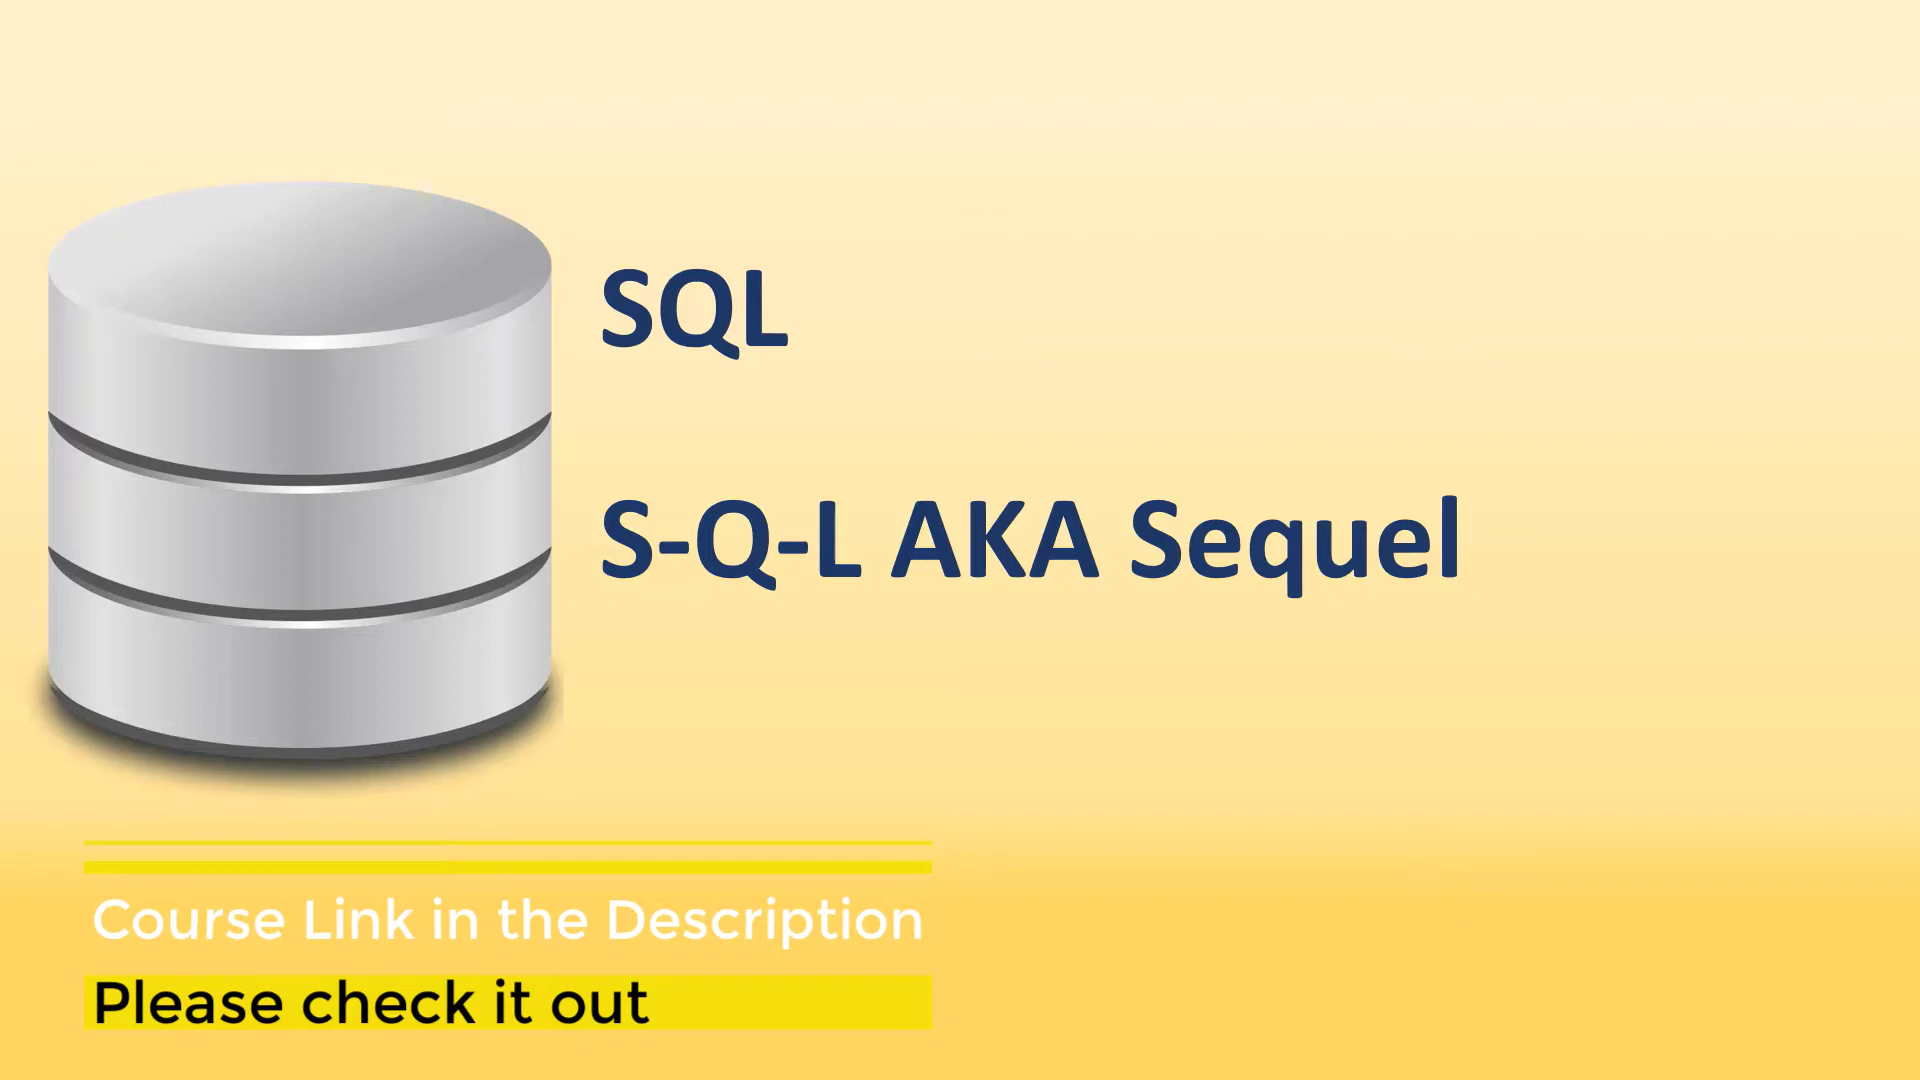 SQL
S-Q-L AKA Sequel
Course Link in the Description
Please check it out